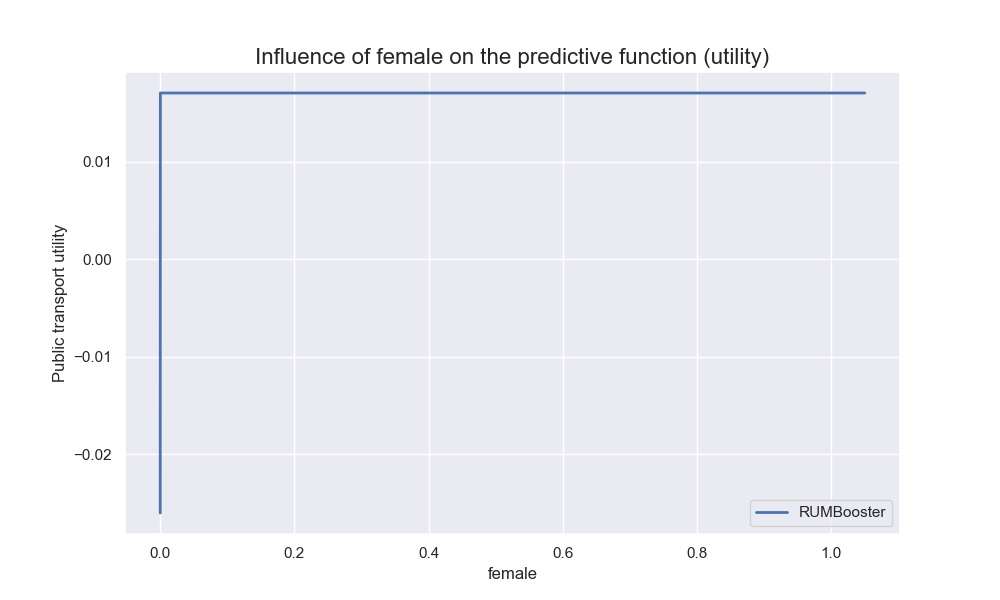 Influence of female on the predictive function (utility)
Public transport utility
0.01
0.00
−0.01
−0.02
RUMBooster
0.0 0.2 0.4 0.6 0.8 1.0
female